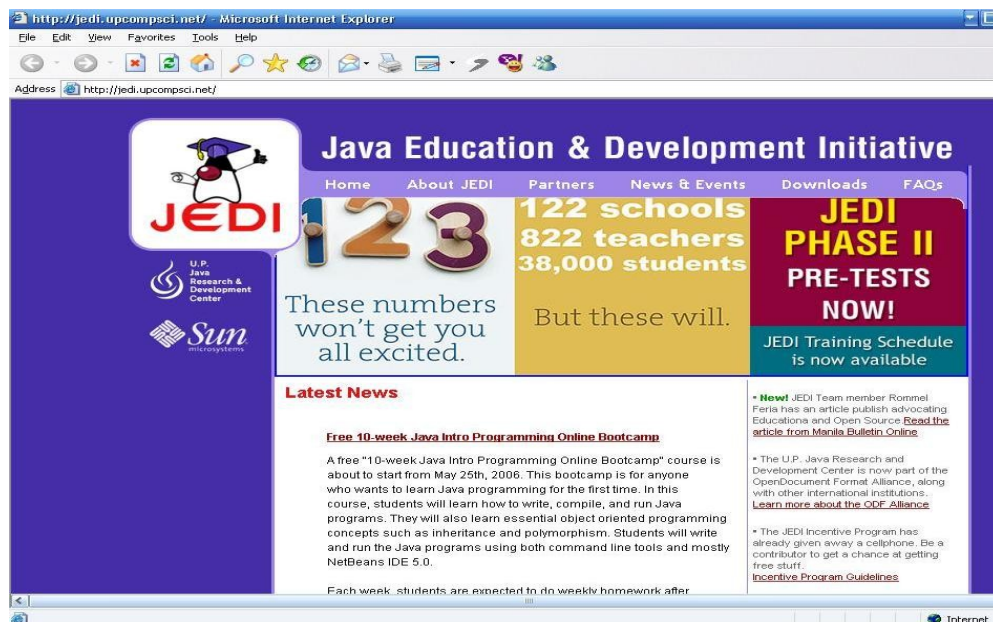 http://jedi.upcompsci.net/ - Microsoft Internet Explorer
File Edit View Favorites Tools Help
Address http://jedi.upcompsci.net/
JEDI
Java Education & Development Initiative
Home About JEDI Partners News & Events Downloads FAQs
U.P.
Java
Research &
Development
Center
Sun
microsystems
123
These numbers
won't get you
all excited.
122 schools
822 teachers
38,000 students
But these will.
JEDI
PHASE II
PRE-TESTS
NOW!
JEDI Training Schedule
is now available
Latest News
Free 10-week Java Intro Programming Online Bootcamp
A free "10-week Java Intro Programming Online Bootcamp" course is
about to start from May 25th, 2006. This bootcamp is for anyone
who wants to learn Java programming for the first time. In this
course, students will learn how to write, compile, and run Java
programs. They will also learn essential object oriented programming
concepts such as inheritance and polymorphism. Students will write
and run the Java programs using both command line tools and mostly
NetBeans IDE 5.0.
Each week, students are expected to do weekly homework after
• New! JEDI Team member Rommel
Feria has an article publish advocating
Educationa and Open Source.Read the
article from Manila Bulletin Online
• The U.P. Java Research and
Development Center is now part of the
OpenDocument Format Alliance, along
with other international institutions.
Learn more about the ODF Alliance
• The JEDI Incentive Program has
already given away a cellphone. Be a
contributor to get a chance at getting
free stuff.
Incentive Program Guidelines
Internet